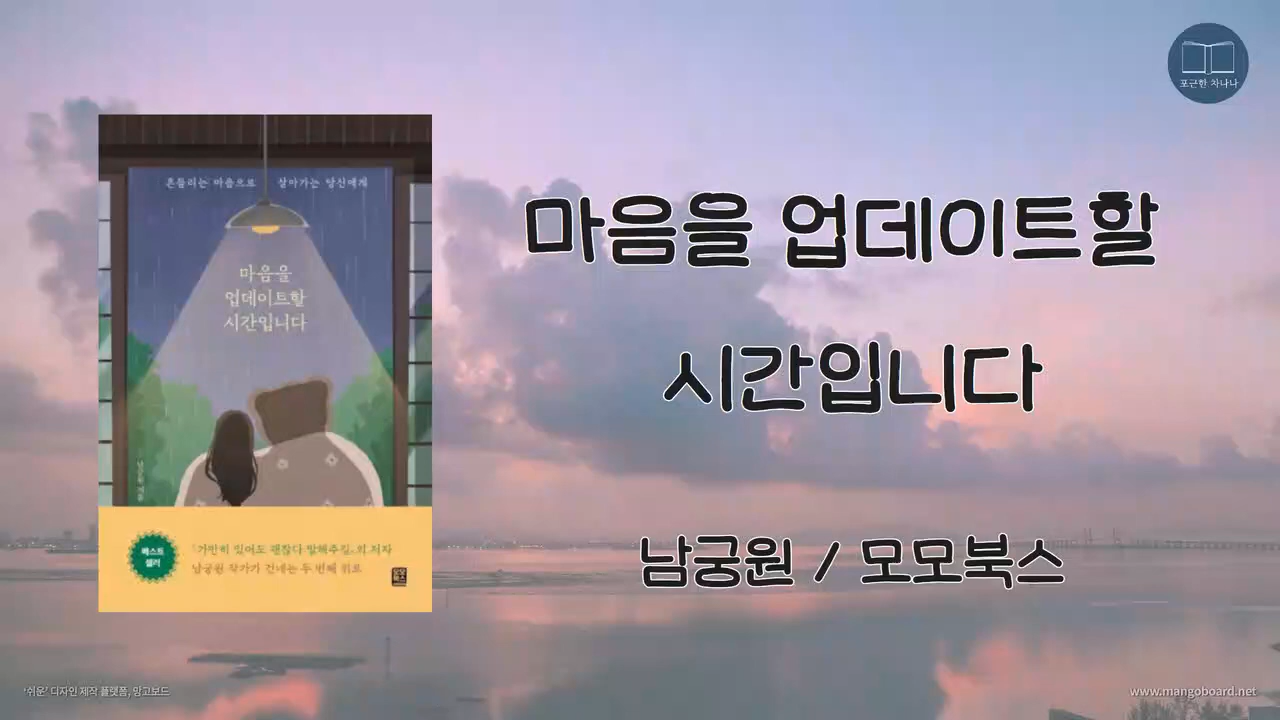 포근한 차나나
흔들리는 마음으로 살아가는 당신에게
마음을
업데이트할
시간입니다
남궁원 지음
베스트
셀러
『가만히 있어도 괜찮다 말해주길』의 저자
남궁원 작가가 건네는 두 번째 위로
마음을 업데이트할
시간입니다
남궁원 / 모모북스
'쉬운' 디자인 제작 플랫폼, 망고보드
www.mangoboard.net